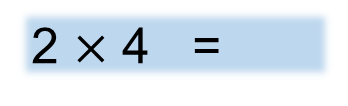 2 × 4 =